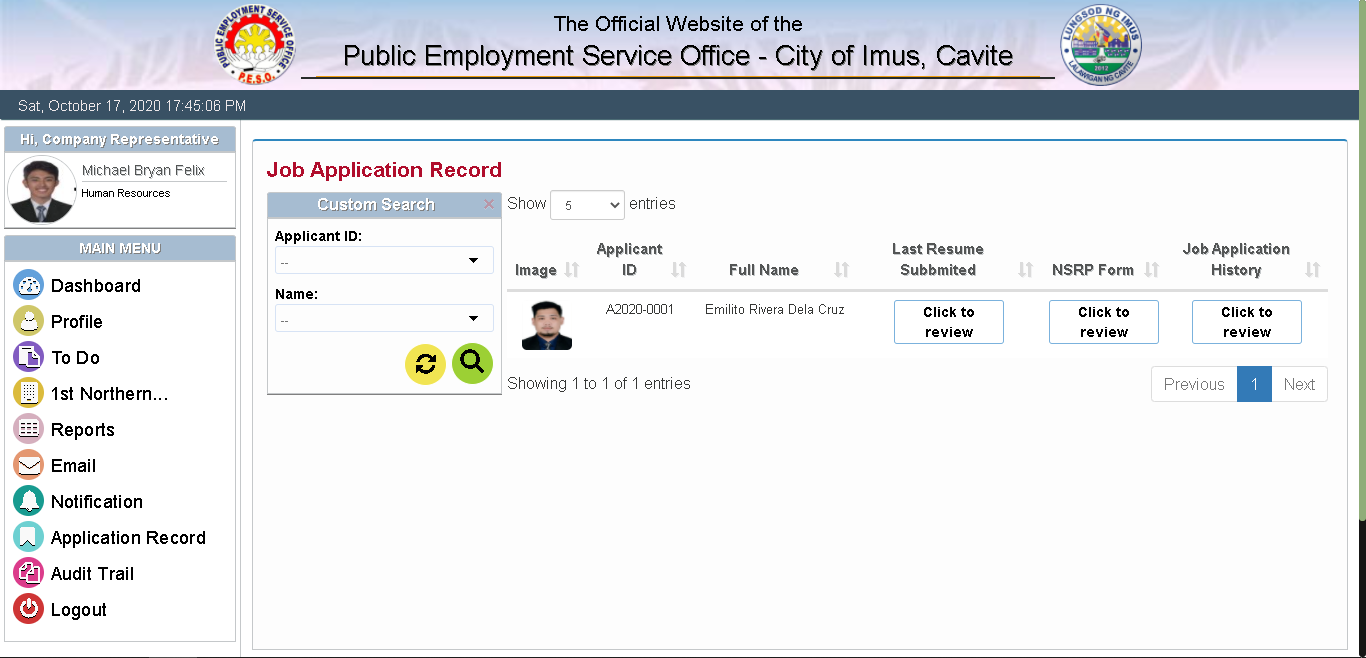 PUBLIC EMPLOYMENT SERVICE OFFICE
P.E.S.O.
The Official Website of the
Public Employment Service Office - City of Imus, Cavite
LUNGSOD NG IMUS
2012
LALAWIGAN NG CAVITE
Sat, October 17, 2020 17:45:06 PM
Hi, Company Representative
Michael Bryan Felix
Human Resources
MAIN MENU
Dashboard
Profile
To Do
1st Northern...
Reports
Email
Notification
Application Record
Audit Trail
Logout
Job Application Record
Custom Search ×
Applicant ID:
--
Name:
--
Show 5 entries
Image
Applicant ID
Full Name
Last Resume Subbmited
NSRP Form
Job Application History
A2020-0001 Emilito Rivera Dela Cruz
Click to review
Click to review
Click to review
Showing 1 to 1 of 1 entries
Previous 1 Next